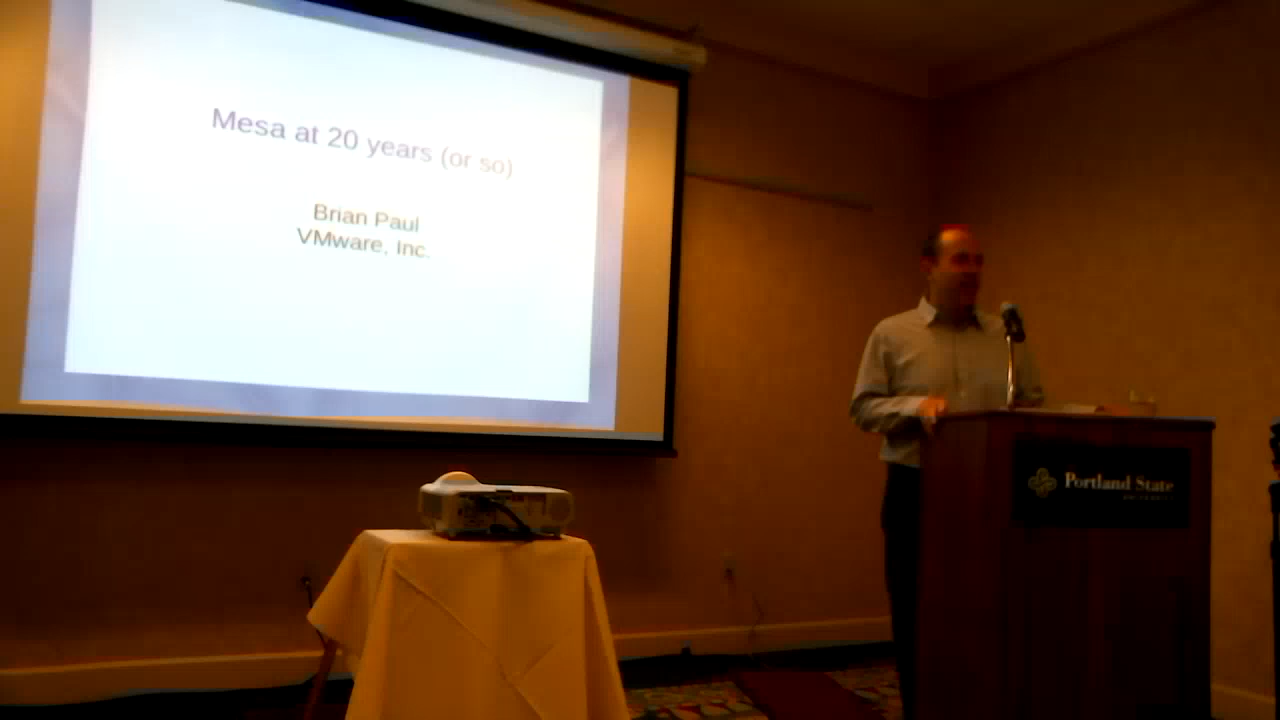 Mesa at 20 years (or so)
Brian Paul
VMware, Inc.
Portland State